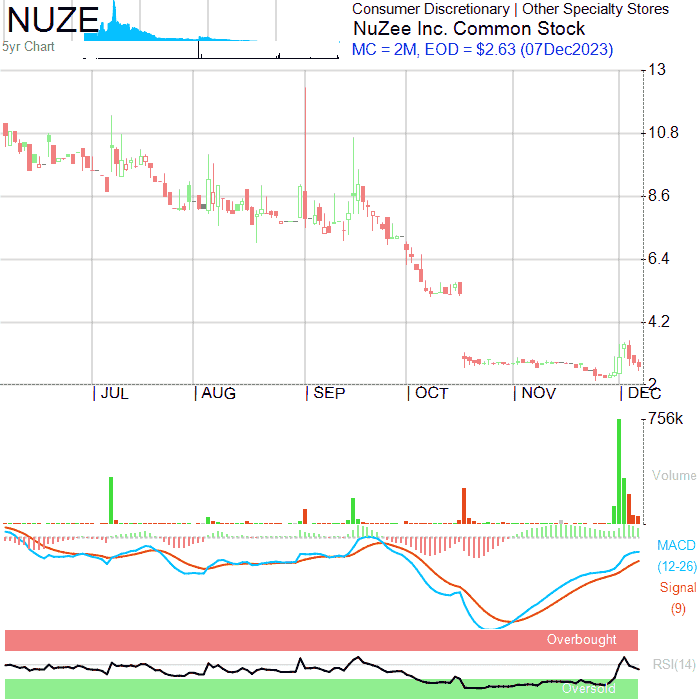 NUZE
5yr Chart
Consumer Discretionary | Other Specialty Stores
NuZee Inc. Common Stock
MC = 2M, EOD = $2.63 (07Dec2023)
13
10.8
8.6
6.4
4.2
2
JUL
AUG
SEP
OCT
NOV
DEC
756k
Volume
MACD
(12-26)
Signal
(9)
Overbought
RSI(14)
Oversold